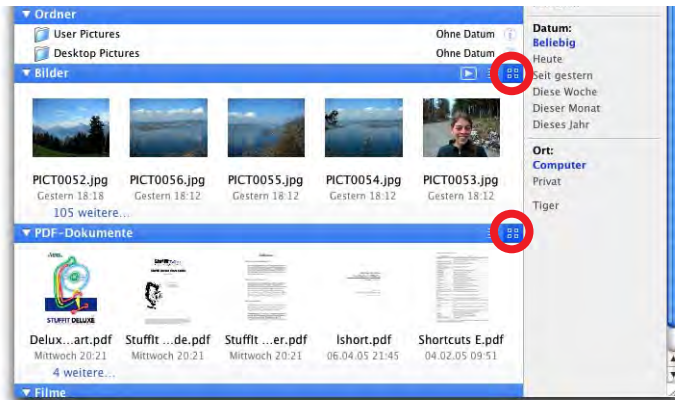 Ordner
User Pictures Ohne Datum
Desktop Pictures Ohne Datum
Bilder
PICT0052.jpg PICT0056.jpg PICT0055.jpg PICT0054.jpg PICT0053.jpg
Gestern 18:18 Gestern 18:12 Gestern 18:12 Gestern 18:12 Gestern 18:12
105 weitere...
PDF-Dokumente
STUFFIT DELUXE
Delux...art.pdf StuffIt ...de.pdf StuffIt ...er.pdf Ishort.pdf Shortcuts E.pdf
Mittwoch 20:21 Mittwoch 20:21 Mittwoch 20:21 06.04.05 21:45 04.02.05 09:51
4 weitere...
Filme
Datum:
Beliebig
Heute
Seit gestern
Diese Woche
Dieser Monat
Dieses Jahr
Ort:
Computer
Privat
Tiger